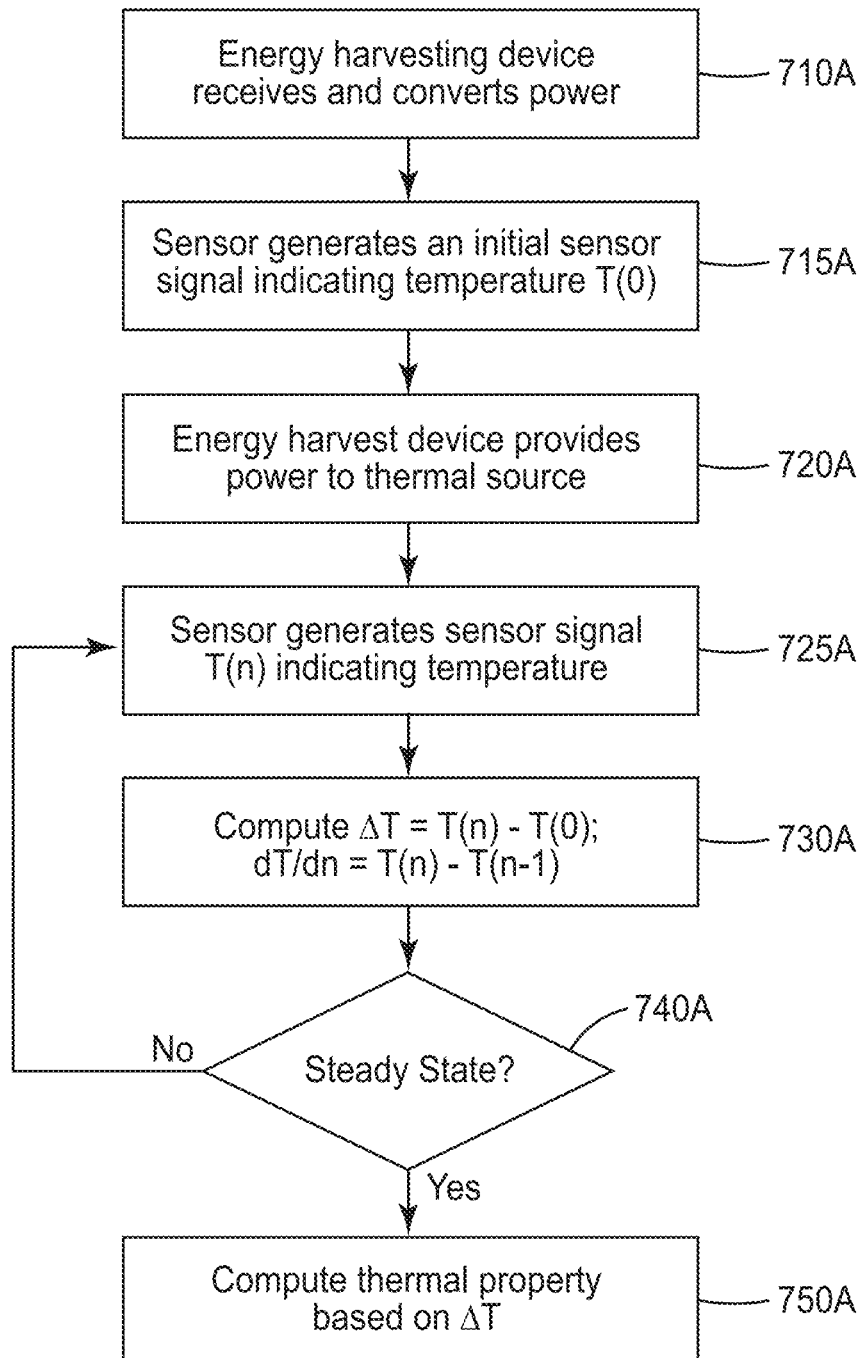 Energy harvesting device
receives and converts power
710A
Sensor generates an initial sensor
signal indicating temperature T(0)
715A
Energy harvest device provides
power to thermal source
720A
Sensor generates sensor signal
T(n) indicating temperature
725A
Compute ΔT = T(n) - T(0);
dT/dn = T(n) - T(n-1)
730A
740A
No
Steady State?
Yes
Compute thermal property
based on ΔT
750A